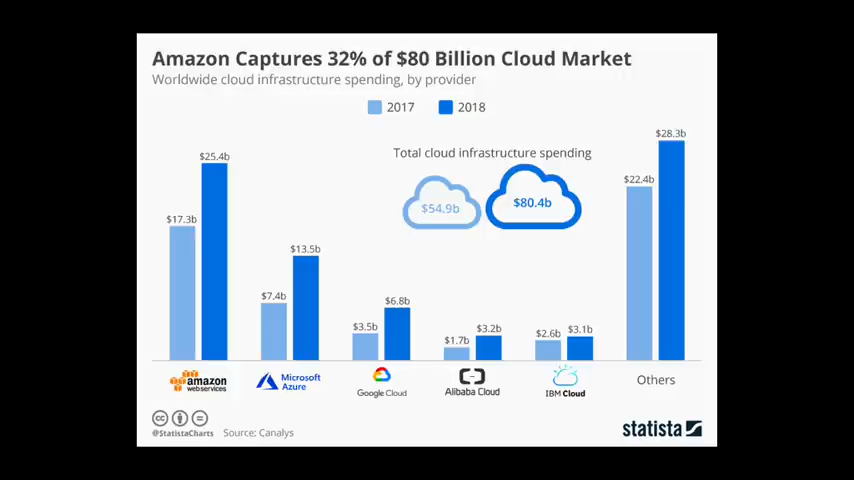 Amazon Captures 32% of $80 Billion Cloud Market
Worldwide cloud infrastructure spending, by provider
2017 2018
Total cloud infrastructure spending
$54.9b $80.4b
$17.3b $25.4b
$7.4b $13.5b
$3.5b $6.8b
$1.7b $3.2b
$2.6b $3.1b
$22.4b $28.3b
amazon
webservices
Microsoft
Azure
Google Cloud
Alibaba Cloud
IBM Cloud
Others
@StatistaCharts Source: Canalys
statista